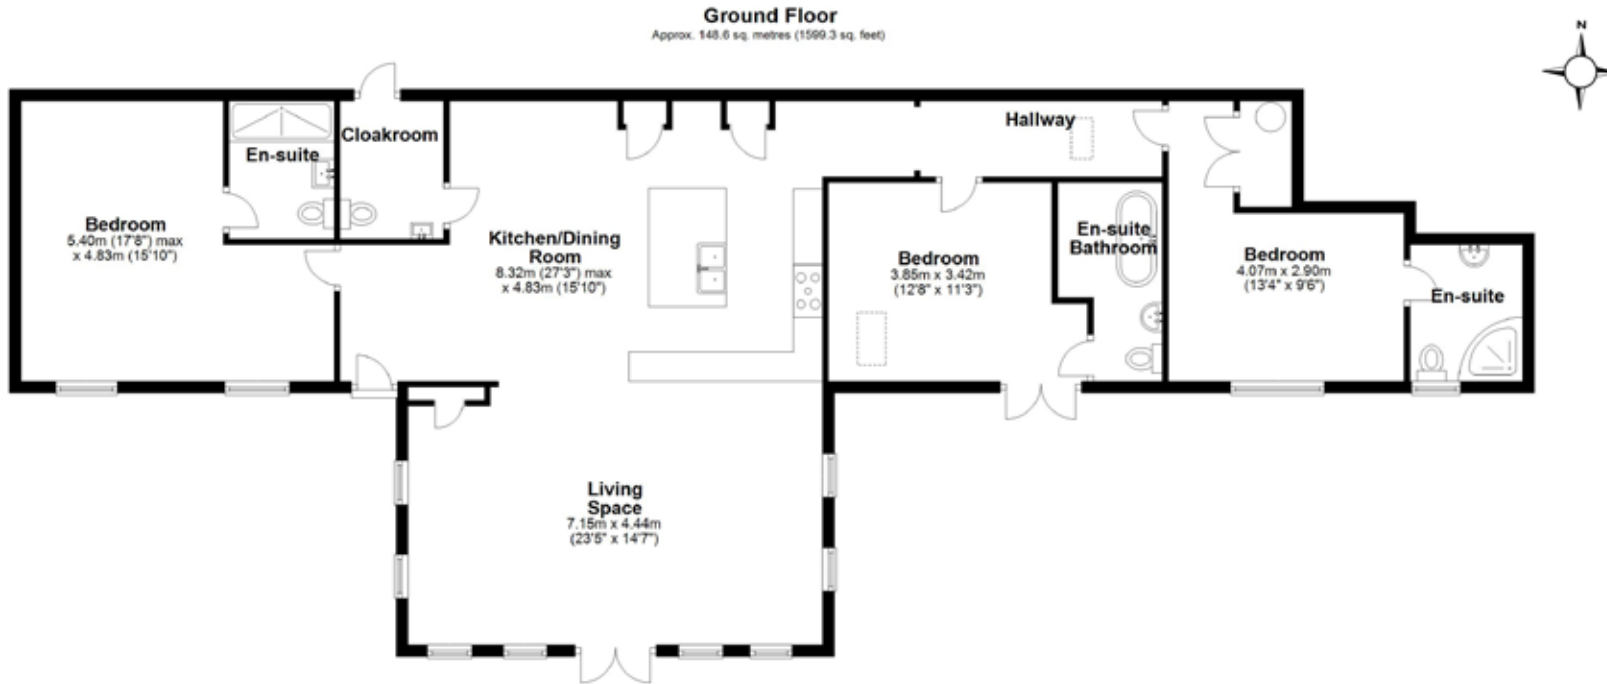 Ground Floor
Approx. 148.6 sq. metres (1599.3 sq. feet)
N
Cloakroom
En-suite
Hallway
Bedroom
5.40m (17'8") max
x 4.83m (15'10")
Kitchen/Dining
Room
8.32m (27'3") max
x 4.83m (15'10")
Bedroom
3.85m x 3.42m
(12'8" x 11'3")
En-suite
Bathroom
Bedroom
4.07m x 2.90m
(13'4" x 9'6")
En-suite
Living
Space
7.15m x 4.44m
(23'5" x 14'7")